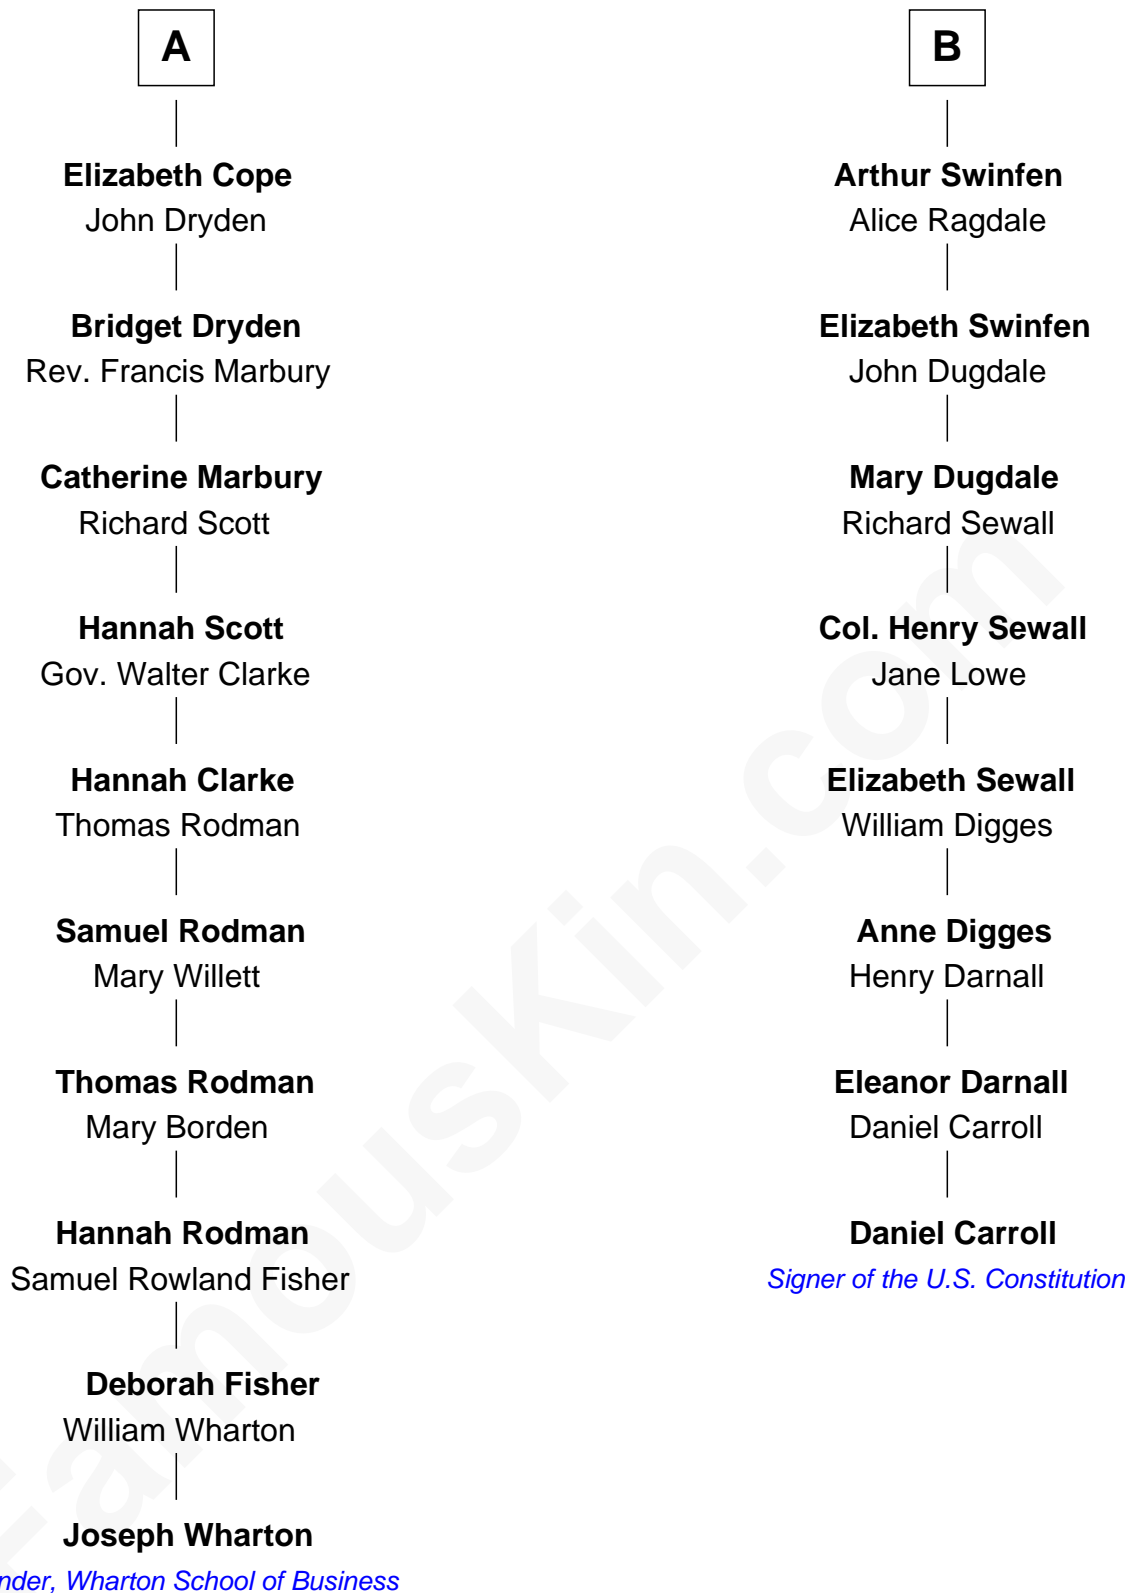 A
Elizabeth Cope
John Dryden
Bridget Dryden
Rev. Francis Marbury
Catherine Marbury
Richard Scott
Hannah Scott
Gov. Walter Clarke
Hannah Clarke
Thomas Rodman
Samuel Rodman
Mary Willett
Thomas Rodman
Mary Borden
Hannah Rodman
Samuel Rowland Fisher
Deborah Fisher
William Wharton
Joseph Wharton
nder, Wharton School of Business
B
Arthur Swinfen
Alice Ragdale
Elizabeth Swinfen
John Dugdale
Mary Dugdale
Richard Sewall
Col. Henry Sewall
Jane Lowe
Elizabeth Sewall
William Digges
Anne Digges
Henry Darnall
Eleanor Darnall
Daniel Carroll
Daniel Carroll
Signer of the U.S. Constitution
FamousKin.com